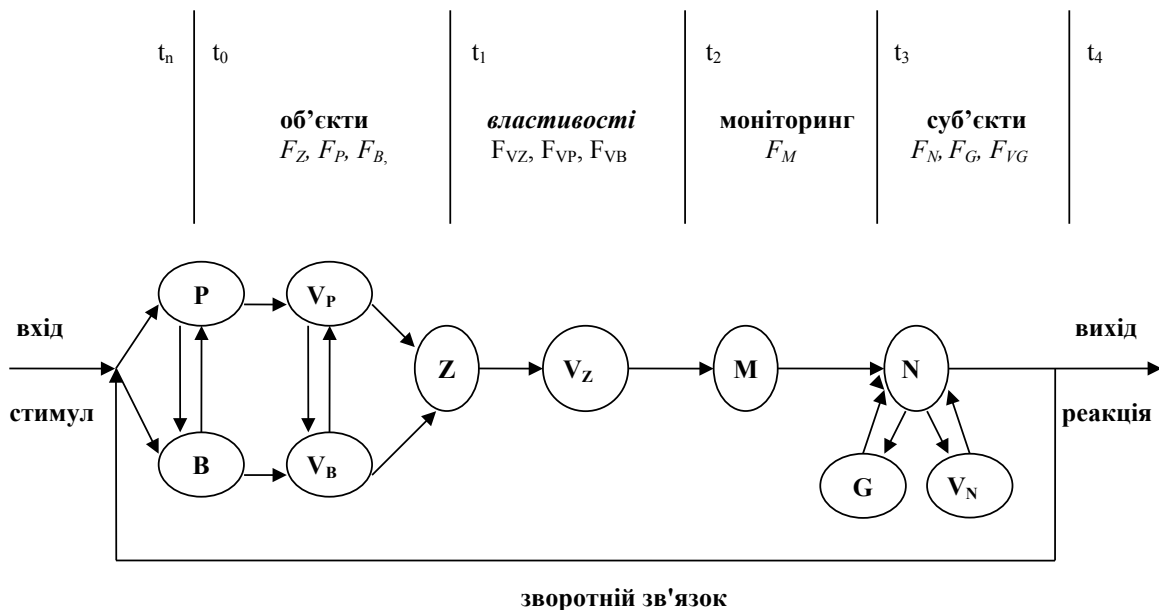 tn t0 t1 t2 t3 t4
об’єкти властивості моніторинг суб’єкти
FZ, FP, FB, FVZ, FVP, FVB FM FN, FG, FVG
P VP
вхід вихід
Z VZ M N
стимул реакція
B VB G VN
зворотній зв'язок